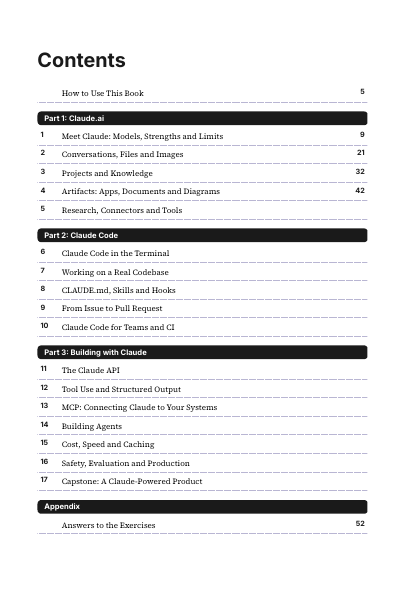 Contents
How to Use This Book 5
Part 1: Claude.ai
1 Meet Claude: Models, Strengths and Limits 9
2 Conversations, Files and Images 21
3 Projects and Knowledge 32
4 Artifacts: Apps, Documents and Diagrams 42
5 Research, Connectors and Tools
Part 2: Claude Code
6 Claude Code in the Terminal
7 Working on a Real Codebase
8 CLAUDE.md, Skills and Hooks
9 From Issue to Pull Request
10 Claude Code for Teams and CI
Part 3: Building with Claude
11 The Claude API
12 Tool Use and Structured Output
13 MCP: Connecting Claude to Your Systems
14 Building Agents
15 Cost, Speed and Caching
16 Safety, Evaluation and Production
17 Capstone: A Claude-Powered Product
Appendix
Answers to the Exercises 52